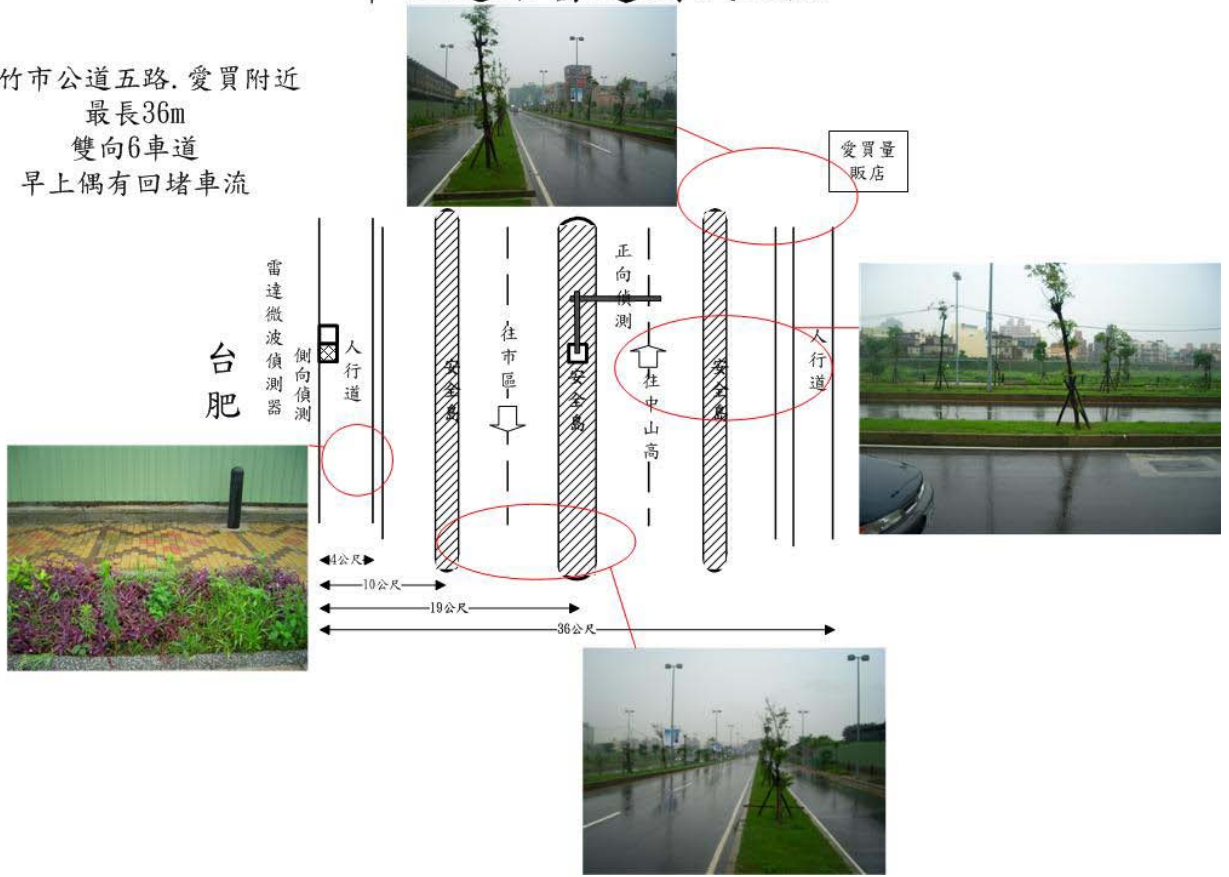 竹市公道五路.愛買附近
最長36m
雙向6車道
早上偶有回堵車流
愛買量
販店
台肥
雷達微波偵測器
側向偵測
人行道
安全島
往市區
安全島
正向偵測
往中山高
安全島
人行道
4公尺
10公尺
19公尺
36公尺